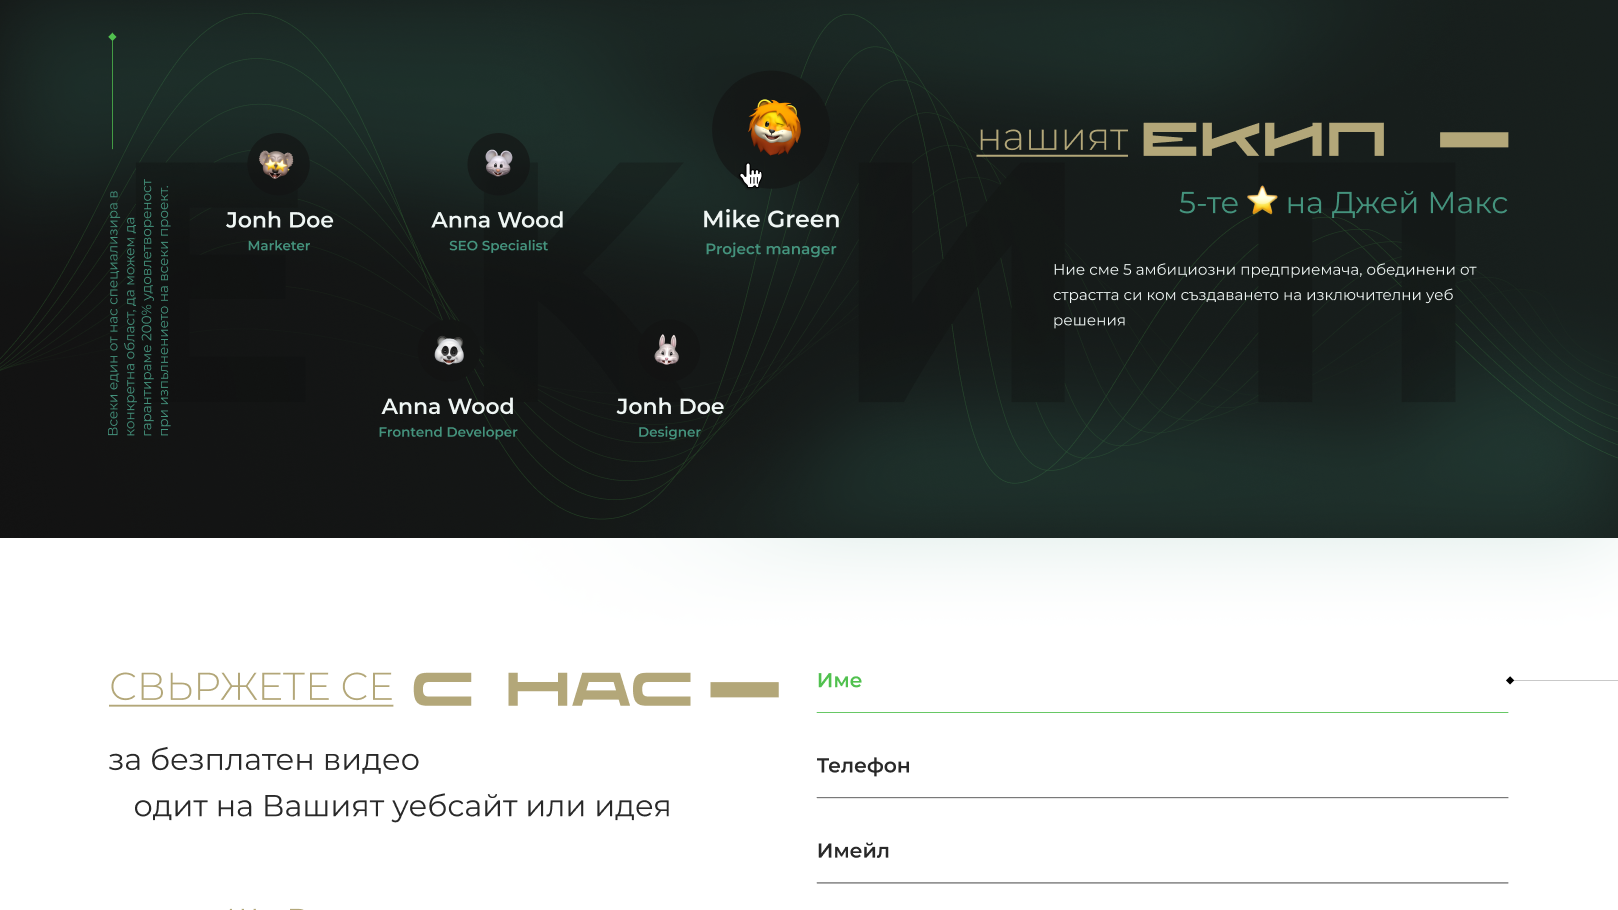 нашият ЕКИП —
5-те ⭐ на Джей Макс
Ние сме 5 амбициозни предприемача, обединени от
страстта си ком създаването на изключителни уеб
решения
Всеки един от нас специализира в
конкретна област, да можем да
гарантираме 200% удовлетвореност
при изпълнението на всеки проект.
ЕКИП
Jonh Doe
Marketer
Anna Wood
SEO Specialist
Mike Green
Project manager
Anna Wood
Frontend Developer
Jonh Doe
Designer
СВЪРЖЕТЕ СЕ С НАС —
за безплатен видео
одит на Вашият уебсайт или идея
Име
Телефон
Имейл